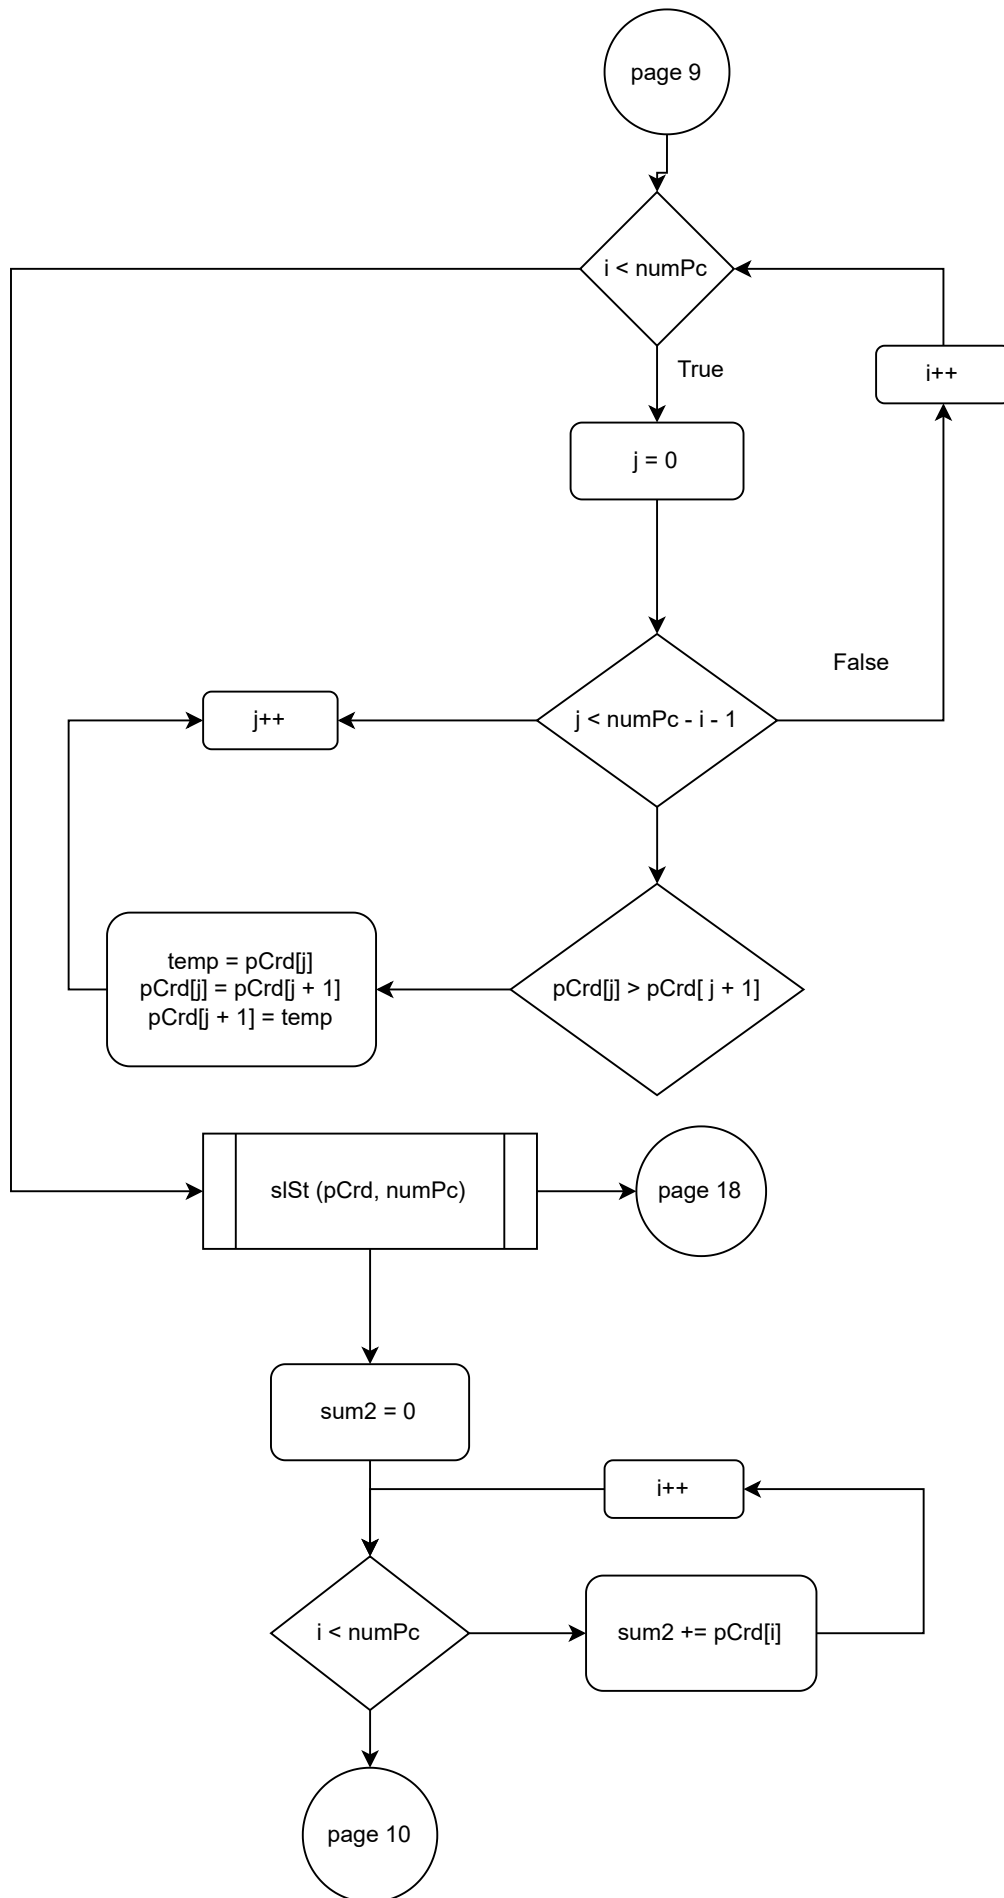 page 9
i < numPc
True
i++
j = 0
False
j++
j < numPc - i - 1
temp = pCrd[j]
pCrd[j] = pCrd[j + 1]
pCrd[j + 1] = temp
pCrd[j] > pCrd[ j + 1]
slSt (pCrd, numPc)
page 18
sum2 = 0
i++
i < numPc
sum2 += pCrd[i]
page 10